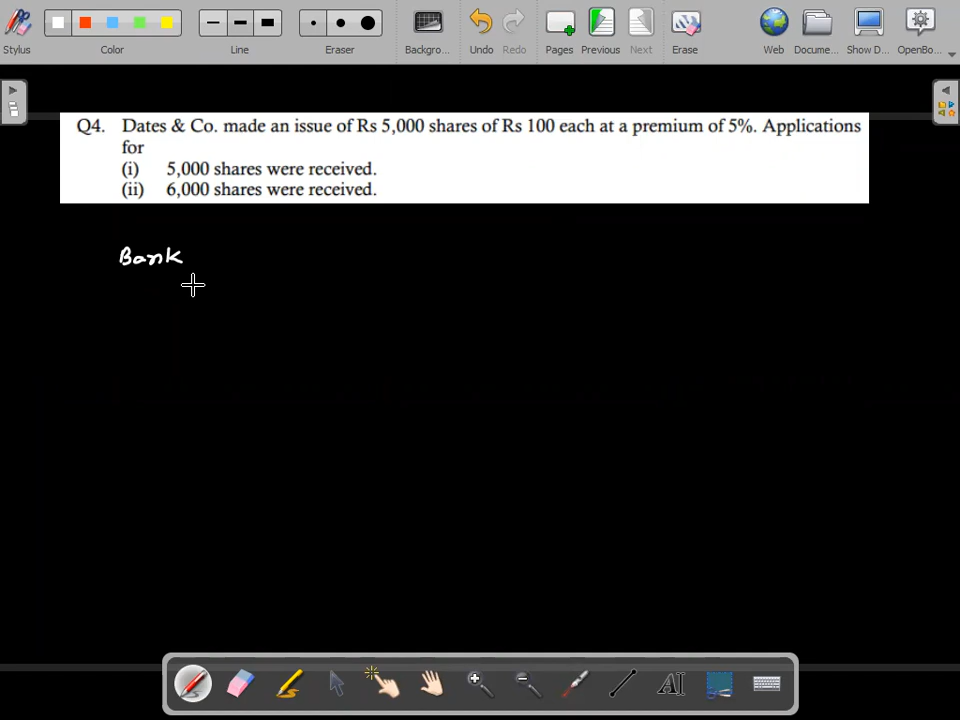 Stylus
Color
Line
Eraser
Backgro...
Undo
Redo
Pages
Previous
Next
Erase
Web
Docume...
Show D...
OpenBo...
Q4. Dates & Co. made an issue of Rs 5,000 shares of Rs 100 each at a premium of 5%. Applications
for
(i) 5,000 shares were received.
(ii) 6,000 shares were received.
Bank